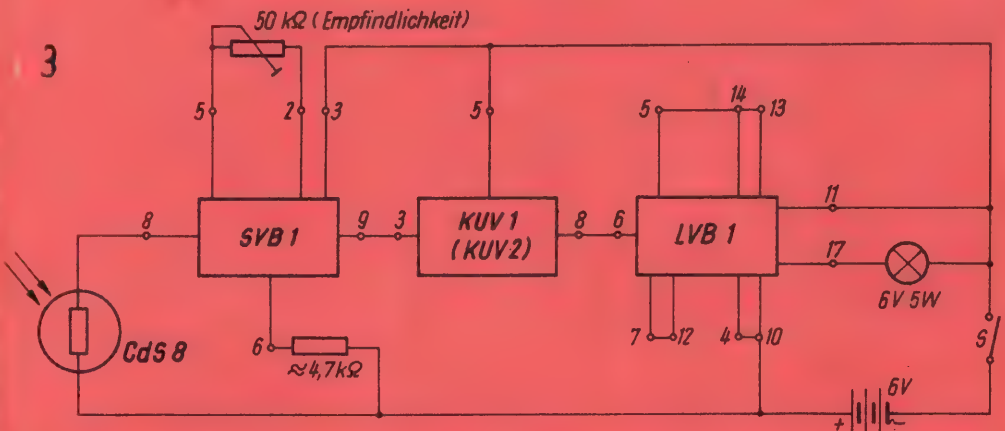 3
50 kΩ (Empfindlichkeit)
5
2
3
5
5
14
13
8
SVB 1
9
3
KUV 1
(KUV 2)
8
6
LVB 1
11
17
6V 5W
CdS 8
6
≈4,7kΩ
7
12
4
10
S
6V
+
-